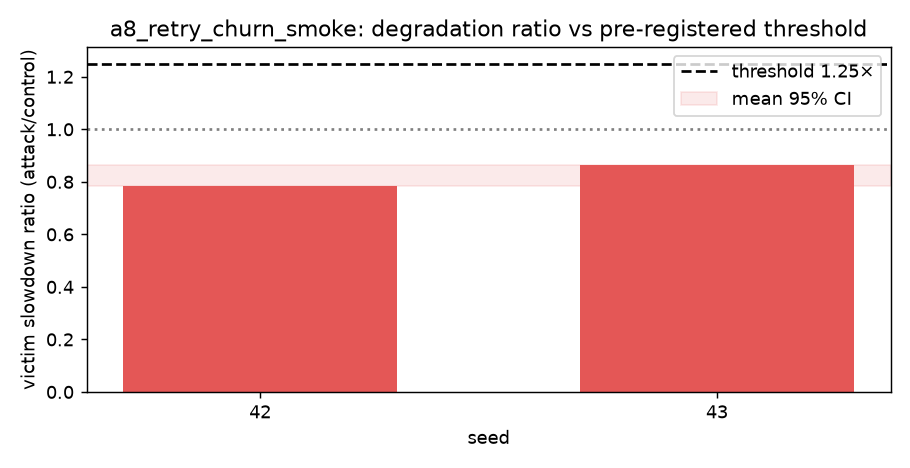 a8_retry_churn_smoke: degradation ratio vs pre-registered threshold
victim slowdown ratio (attack/control)
1.2
1.0
0.8
0.6
0.4
0.2
0.0
threshold 1.25×
mean 95% CI
42
43
seed